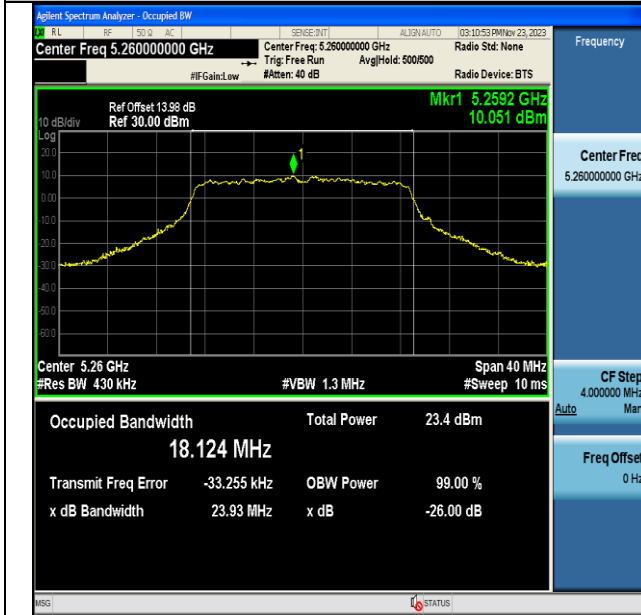 Agilent Spectrum Analyzer - Occupied BW
RL RF 50 Ω AC SENSE:INT ALIGN AUTO 03:10:53 PM Nov 23, 2023
Center Freq 5.260000000 GHz
Center Freq: 5.260000000 GHz Radio Std: None
Trig: Free Run Avg|Hold: 500/500
#IFGain:Low #Atten: 40 dB Radio Device: BTS
Frequency
Ref Offset 13.98 dB Mkr1 5.2592 GHz
10 dB/div Ref 30.00 dBm 10.051 dBm
Log
20.0
10.0
0.00
-10.0
-20.0
-30.0
-40.0
-50.0
-60.0
1
Center 5.26 GHz Span 40 MHz
#Res BW 430 kHz #VBW 1.3 MHz #Sweep 10 ms
Occupied Bandwidth Total Power 23.4 dBm
18.124 MHz
Transmit Freq Error -33.255 kHz OBW Power 99.00 %
x dB Bandwidth 23.93 MHz x dB -26.00 dB
Center Freq
5.260000000 GHz
CF Step
4.000000 MHz
Auto Man
Freq Offset
0 Hz
MSG STATUS